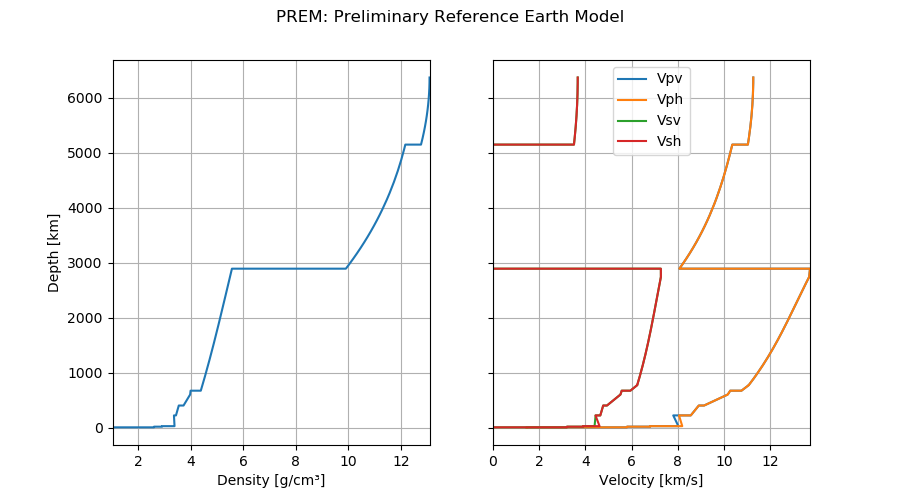 PREM: Preliminary Reference Earth Model
Depth [km]
6000
5000
4000
3000
2000
1000
0
2 4 6 8 10 12
Density [g/cm³]
Vpv
Vph
Vsv
Vsh
0 2 4 6 8 10 12
Velocity [km/s]